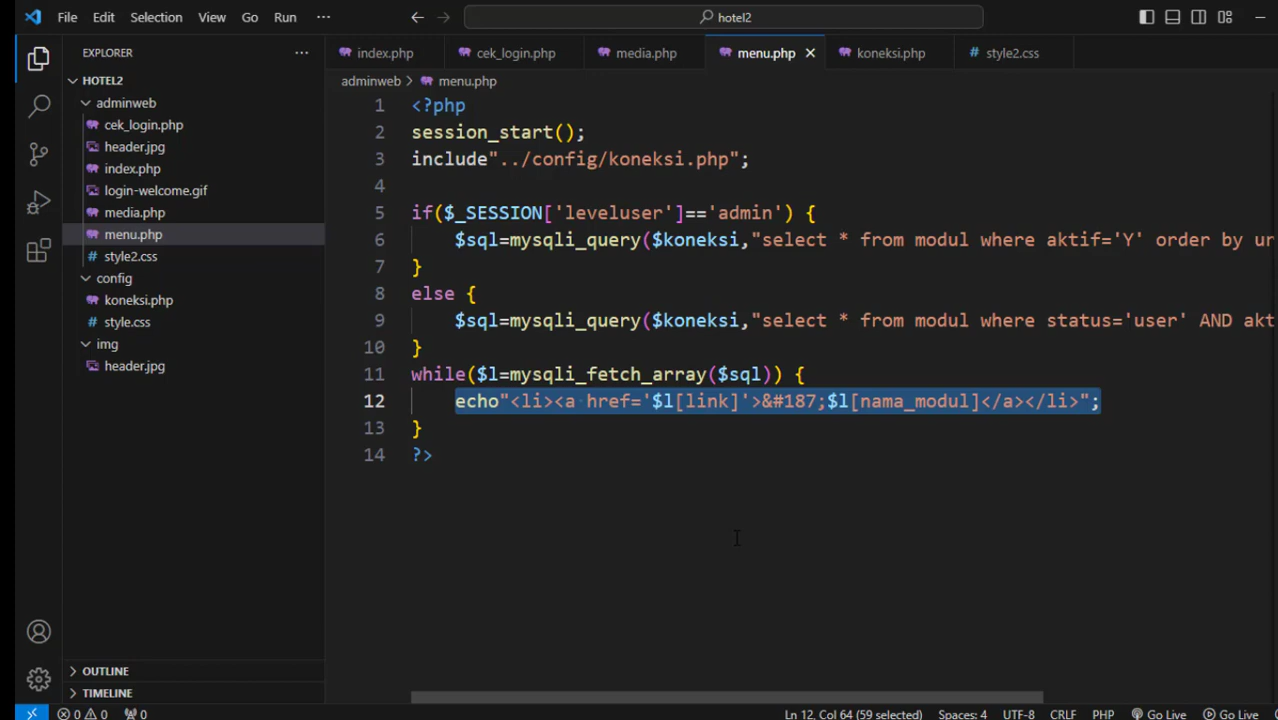 File Edit Selection View Go Run ··· ← → hotel2
EXPLORER ···
HOTEL2
adminweb
cek_login.php
header.jpg
index.php
login-welcome.gif
media.php
menu.php
style2.css
config
koneksi.php
style.css
img
header.jpg
OUTLINE
TIMELINE
index.php cek_login.php media.php menu.php × koneksi.php # style2.css
adminweb > menu.php
1 <?php
2 session_start();
3 include"../config/koneksi.php";
4
5 if($_SESSION['leveluser']=='admin') {
6 $sql=mysqli_query($koneksi,"select * from modul where aktif='Y' order by ur
7 }
8 else {
9 $sql=mysqli_query($koneksi,"select * from modul where status='user' AND akt
10 }
11 while($l=mysqli_fetch_array($sql)) {
12 echo"<li><a href='$l[link]'>&#187;$l[nama_modul]</a></li>";
13 }
14 ?>
0 0 0 Ln 12, Col 64 (59 selected) Spaces: 4 UTF-8 CRLF PHP Go Live Go Live